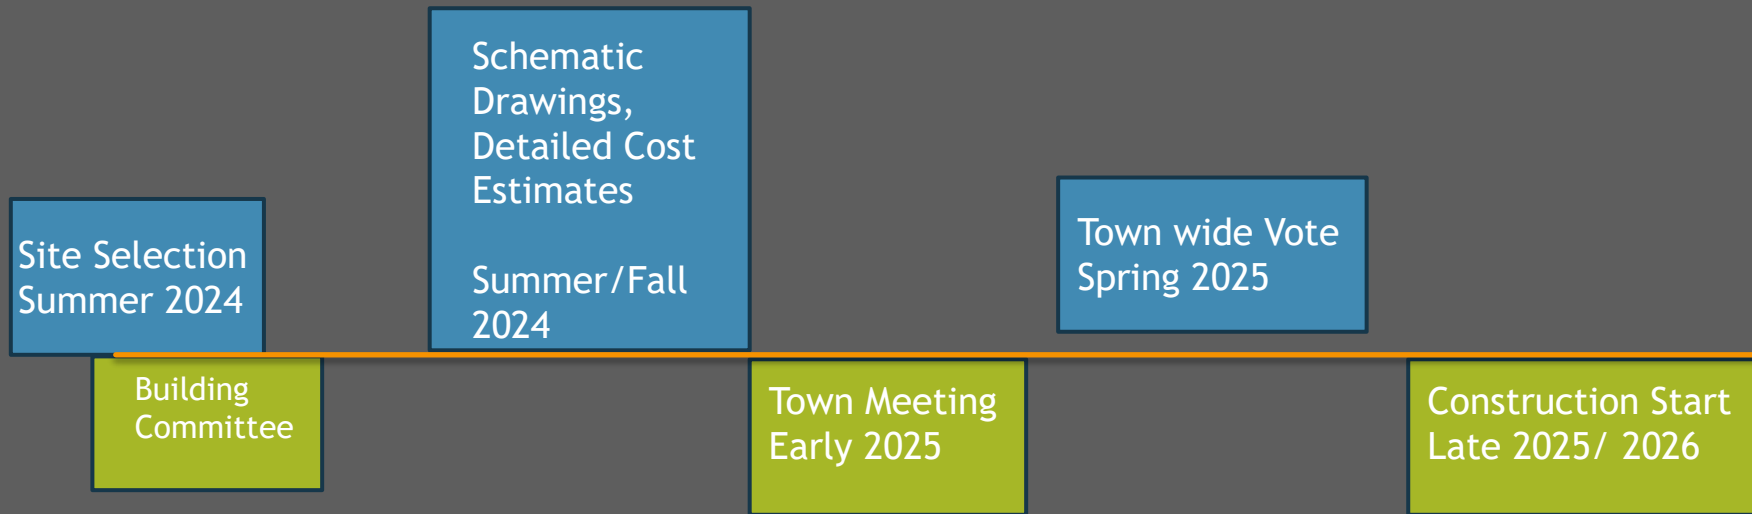 Site Selection
Summer 2024
Building
Committee
Schematic
Drawings,
Detailed Cost
Estimates
Summer/Fall
2024
Town Meeting
Early 2025
Town wide Vote
Spring 2025
Construction Start
Late 2025/ 2026